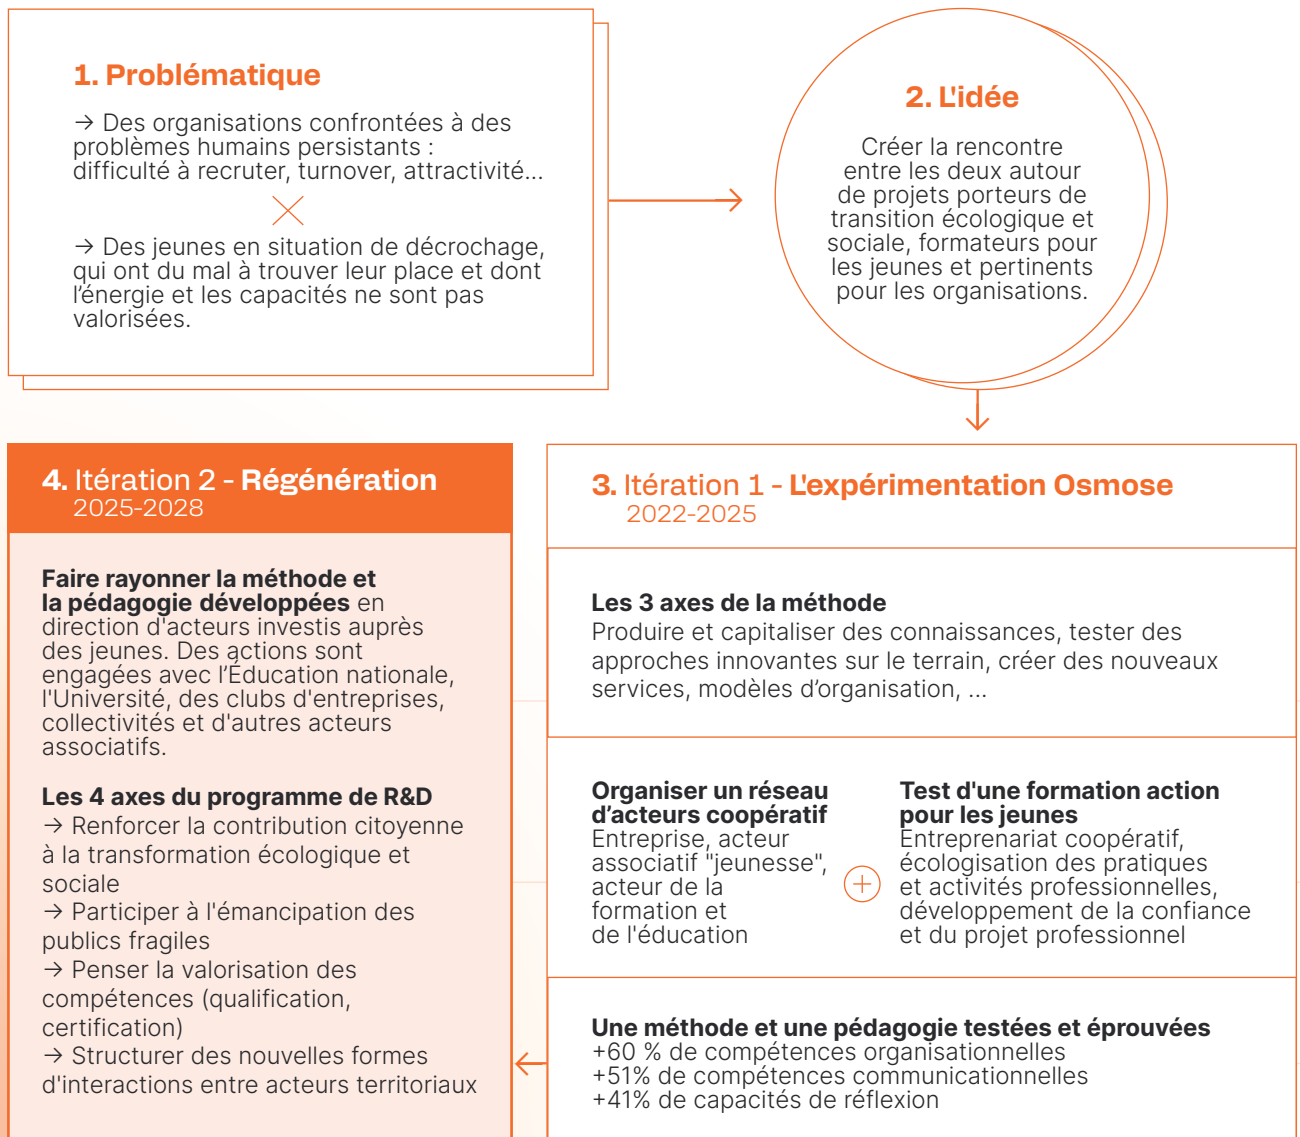 1. Problématique
→ Des organisations confrontées à des
problèmes humains persistants :
difficulté à recruter, turnover, attractivité...
→ Des jeunes en situation de décrochage,
qui ont du mal à trouver leur place et dont
l’énergie et les capacités ne sont pas
valorisées.
2. L'idée
Créer la rencontre
entre les deux autour
de projets porteurs de
transition écologique et
sociale, formateurs pour
les jeunes et pertinents
pour les organisations.
3. Itération 1 - L'expérimentation Osmose
2022-2025
Les 3 axes de la méthode
Produire et capitaliser des connaissances, tester des
approches innovantes sur le terrain, créer des nouveaux
services, modèles d’organisation, ...
Organiser un réseau
d’acteurs coopératif
Entreprise, acteur
associatif "jeunesse",
acteur de la
formation et
de l'éducation
Test d'une formation action
pour les jeunes
Entreprenariat coopératif,
écologisation des pratiques
et activités professionnelles,
développement de la confiance
et du projet professionnel
Une méthode et une pédagogie testées et éprouvées
+60 % de compétences organisationnelles
+51% de compétences communicationnelles
+41% de capacités de réflexion
4. Itération 2 - Régénération
2025-2028
Faire rayonner la méthode et
la pédagogie développées en
direction d'acteurs investis auprès
des jeunes. Des actions sont
engagées avec l’Éducation nationale,
l'Université, des clubs d'entreprises,
collectivités et d'autres acteurs
associatifs.
Les 4 axes du programme de R&D
→ Renforcer la contribution citoyenne
à la transformation écologique et
sociale
→ Participer à l'émancipation des
publics fragiles
→ Penser la valorisation des
compétences (qualification,
certification)
→ Structurer des nouvelles formes
d'interactions entre acteurs territoriaux